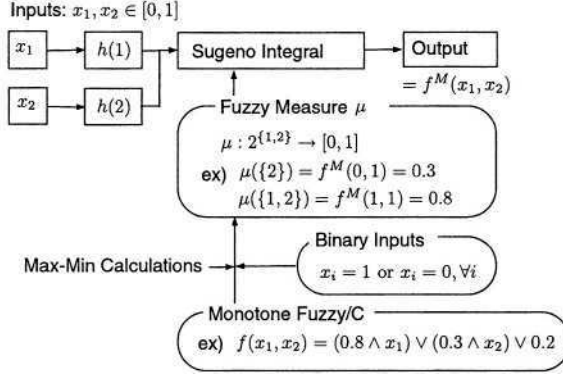 Inputs: x₁, x₂ ∈ [0, 1]
x₁
h(1)
Sugeno Integral
Output
x₂
h(2)
= f^M(x₁, x₂)
Fuzzy Measure μ
μ : 2^{1,2} → [0, 1]
ex) μ({2}) = f^M(0, 1) = 0.3
μ({1, 2}) = f^M(1, 1) = 0.8
Binary Inputs
Max-Min Calculations
xᵢ = 1 or xᵢ = 0, ∀i
Monotone Fuzzy/C
ex) f(x₁, x₂) = (0.8 ∧ x₁) ∨ (0.3 ∧ x₂) ∨ 0.2